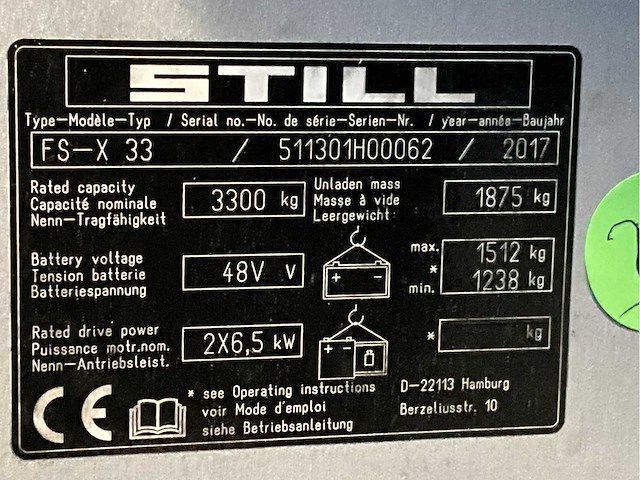 STILL
Type-Modèle-Typ / Serial no.-No. de série-Serien-Nr. / year-année-Baujahr
FS-X 33 / 511301H00062 / 2017
Rated capacity
Capacité nominale
Nenn-Tragfähigkeit
3300 kg
Unladen mass
Masse à vide
Leergewicht
1875 kg
Battery voltage
Tension batterie
Batteriespannung
48V V
+ -
max. 1512 kg
*
min. 1238 kg
Rated drive power
Puissance motr.nom.
Nenn-Antriebsleist.
2X6,5 kW
+ -
* kg
CE
* see Operating instructions
voir Mode d'emploi
siehe Betriebsanleitung
D-22113 Hamburg
Berzeliusstr. 10